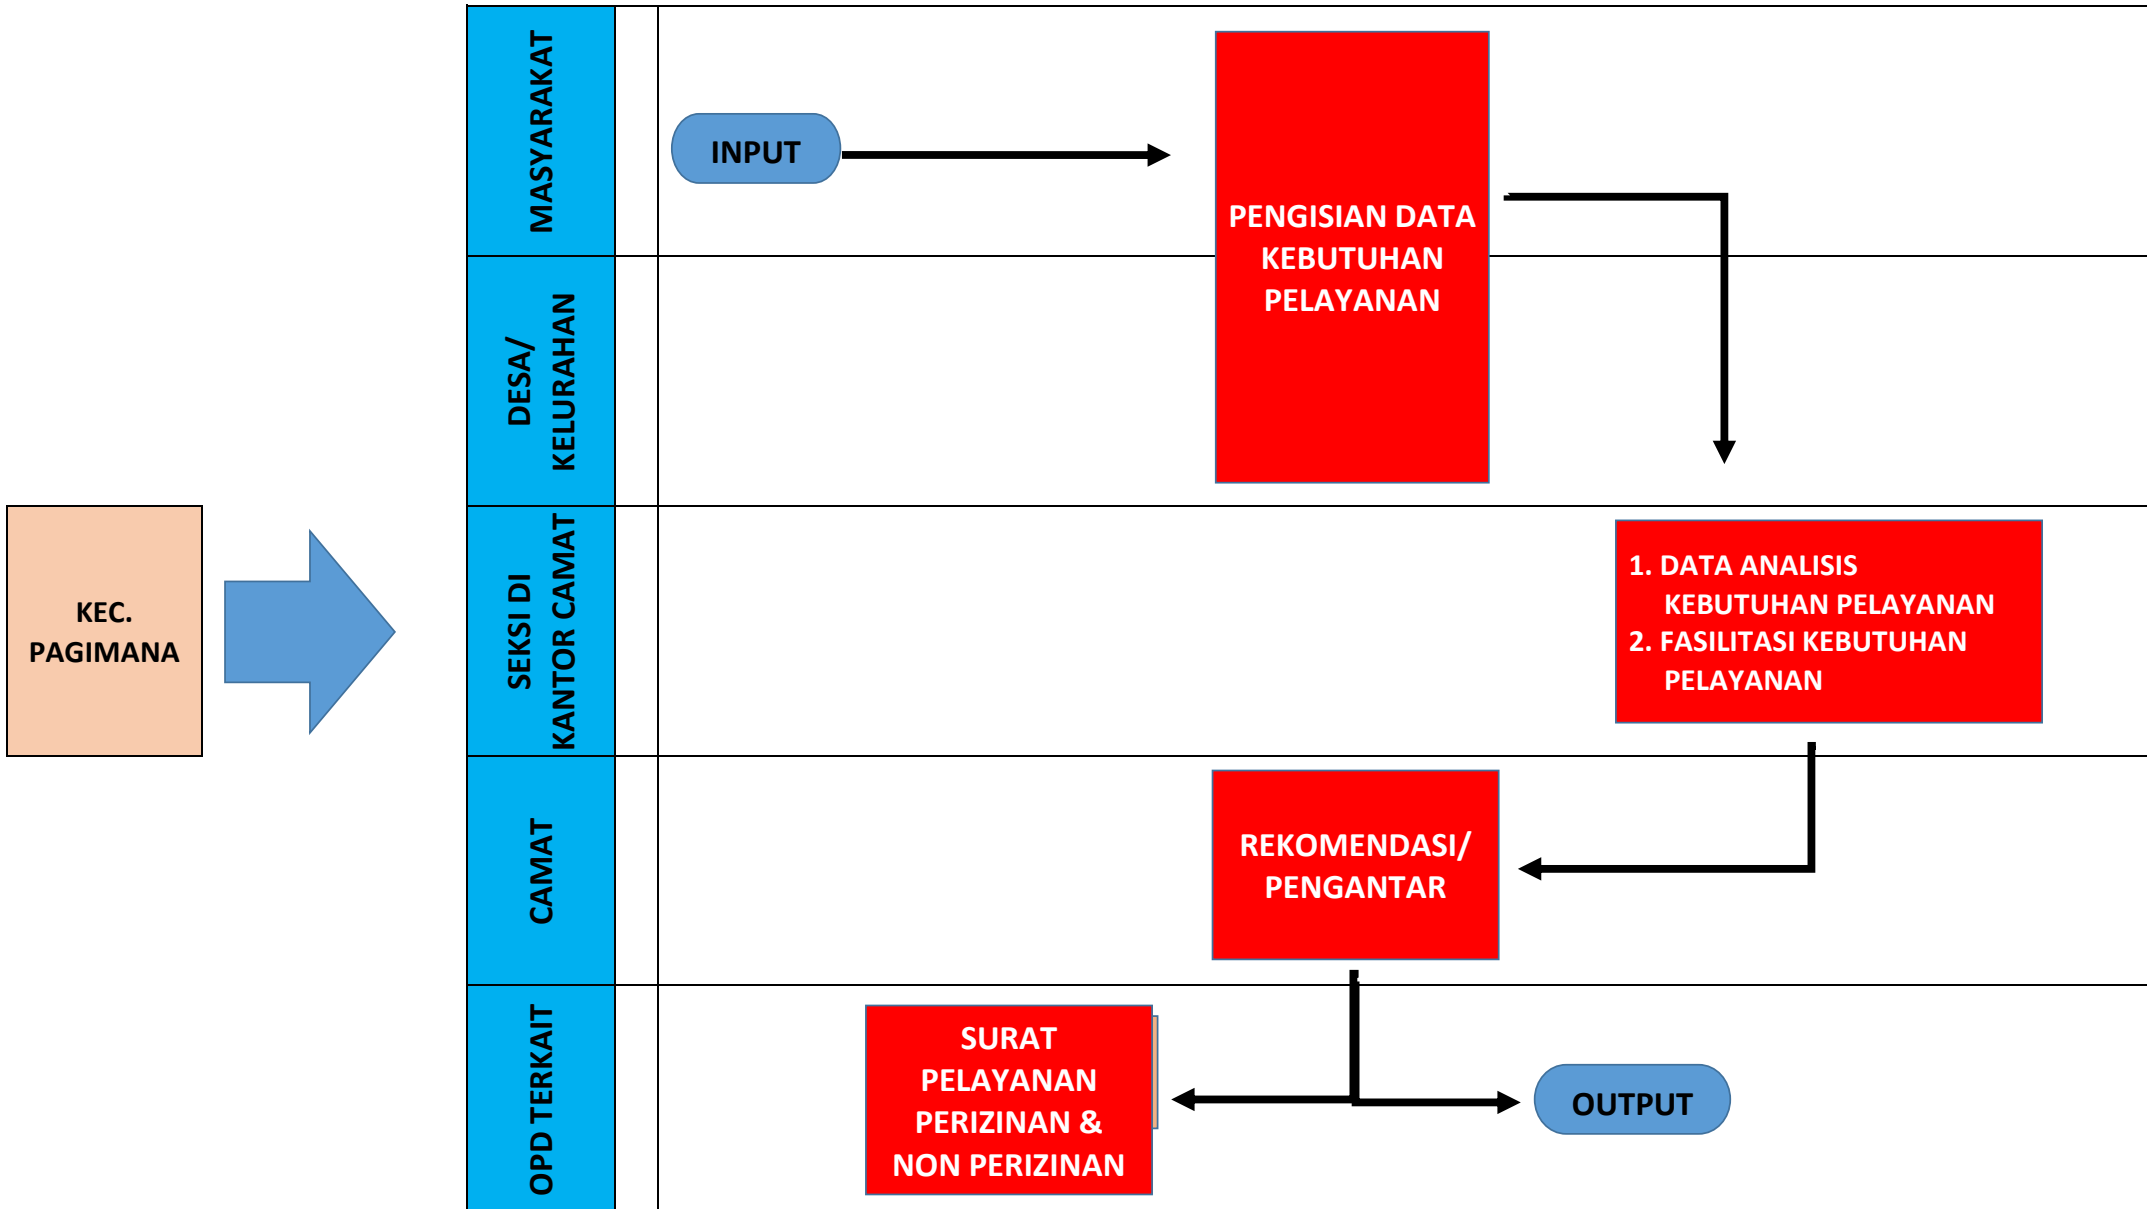 KEC.
PAGIMANA
MASYARAKAT
INPUT
PENGISIAN DATA
KEBUTUHAN
PELAYANAN
DESA/
KELURAHAN
SEKSI DI
KANTOR CAMAT
1. DATA ANALISIS
KEBUTUHAN PELAYANAN
2. FASILITASI KEBUTUHAN
PELAYANAN
CAMAT
REKOMENDASI/
PENGANTAR
OPD TERKAIT
SURAT
PELAYANAN
PERIZINAN &
NON PERIZINAN
OUTPUT